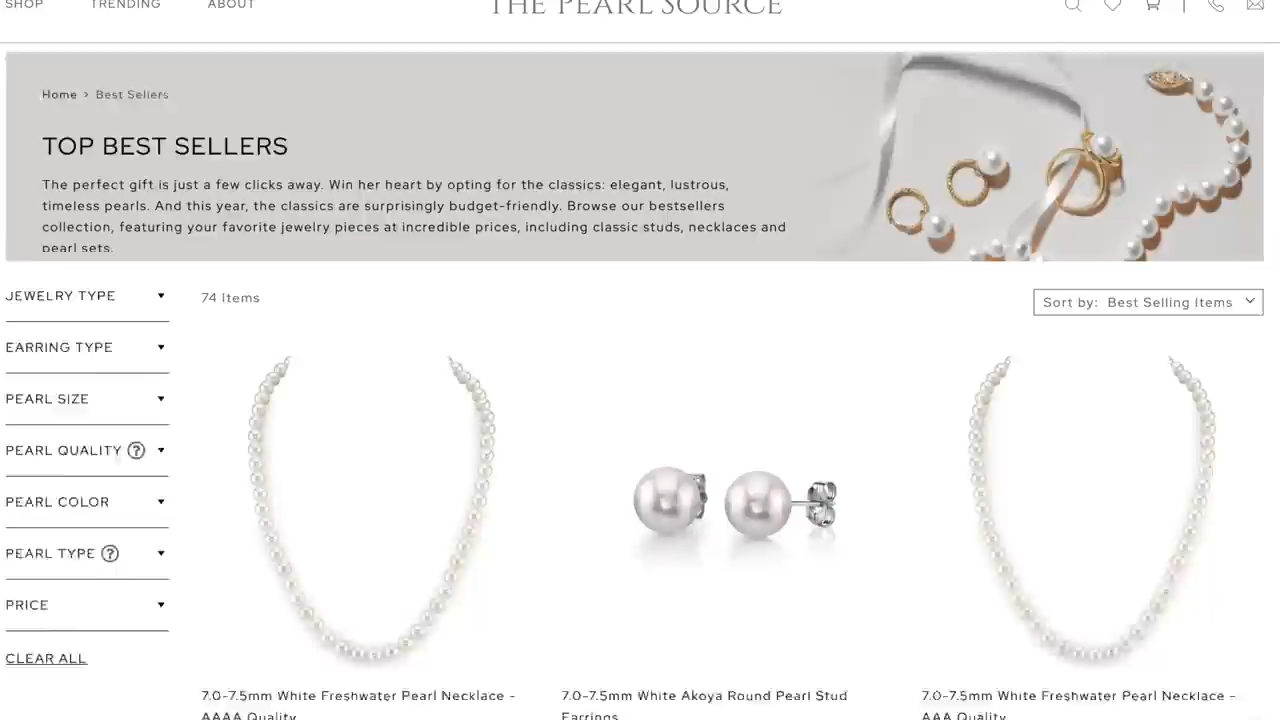 SHOP TRENDING ABOUT
THE PEARL SOURCE
Home > Best Sellers
TOP BEST SELLERS
The perfect gift is just a few clicks away. Win her heart by opting for the classics: elegant, lustrous,
timeless pearls. And this year, the classics are surprisingly budget-friendly. Browse our bestsellers
collection, featuring your favorite jewelry pieces at incredible prices, including classic studs, necklaces and
pearl sets.
JEWELRY TYPE
EARRING TYPE
PEARL SIZE
PEARL QUALITY ?
PEARL COLOR
PEARL TYPE ?
PRICE
CLEAR ALL
74 Items
Sort by: Best Selling Items
7.0-7.5mm White Freshwater Pearl Necklace -
AAAA Quality
7.0-7.5mm White Akoya Round Pearl Stud
Earrings
7.0-7.5mm White Freshwater Pearl Necklace -
AAA Quality